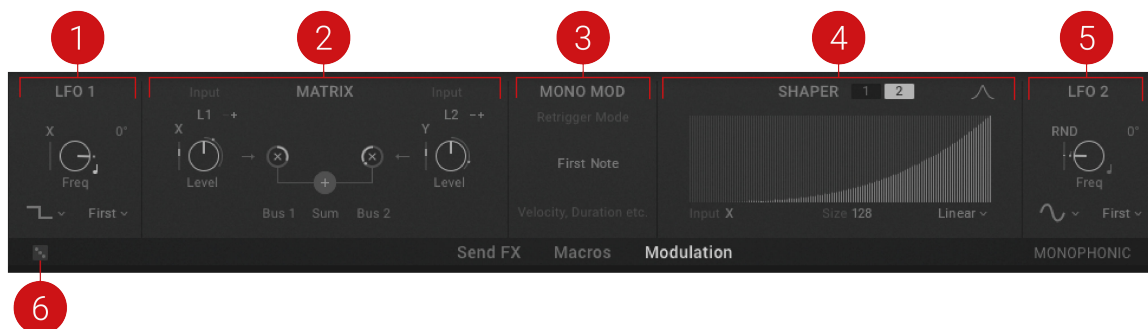 1 2 3 4 5
LFO 1 Input MATRIX Input MONO MOD SHAPER 1 2 LFO 2
L1 -+ L2 -+ Retrigger Mode
X 0° X Y RND 0°
First Note
Freq Level Level Freq
First Bus 1 Sum Bus 2 Velocity, Duration etc. Input X Size 128 Linear First
Send FX Macros Modulation MONOPHONIC
6